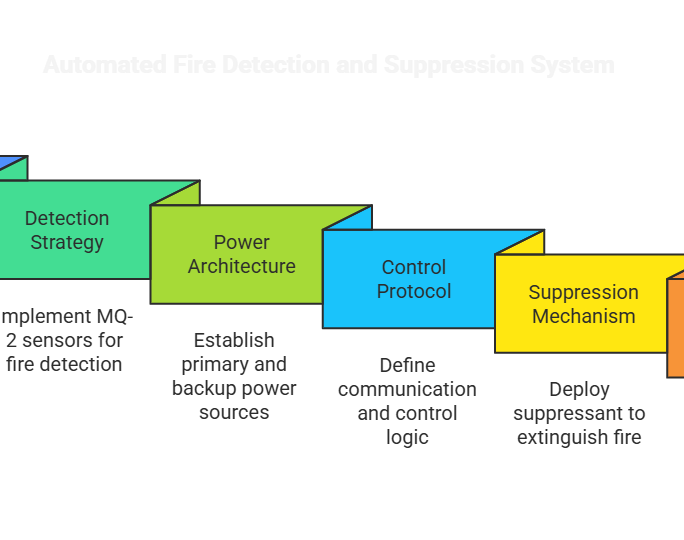 Automated Fire Detection and Suppression System
Detection
Strategy
Power
Architecture
Control
Protocol
Suppression
Mechanism
mplement MQ-
2 sensors for
fire detection
Establish
primary and
backup power
sources
Define
communication
and control
logic
Deploy
suppressant to
extinguish fire